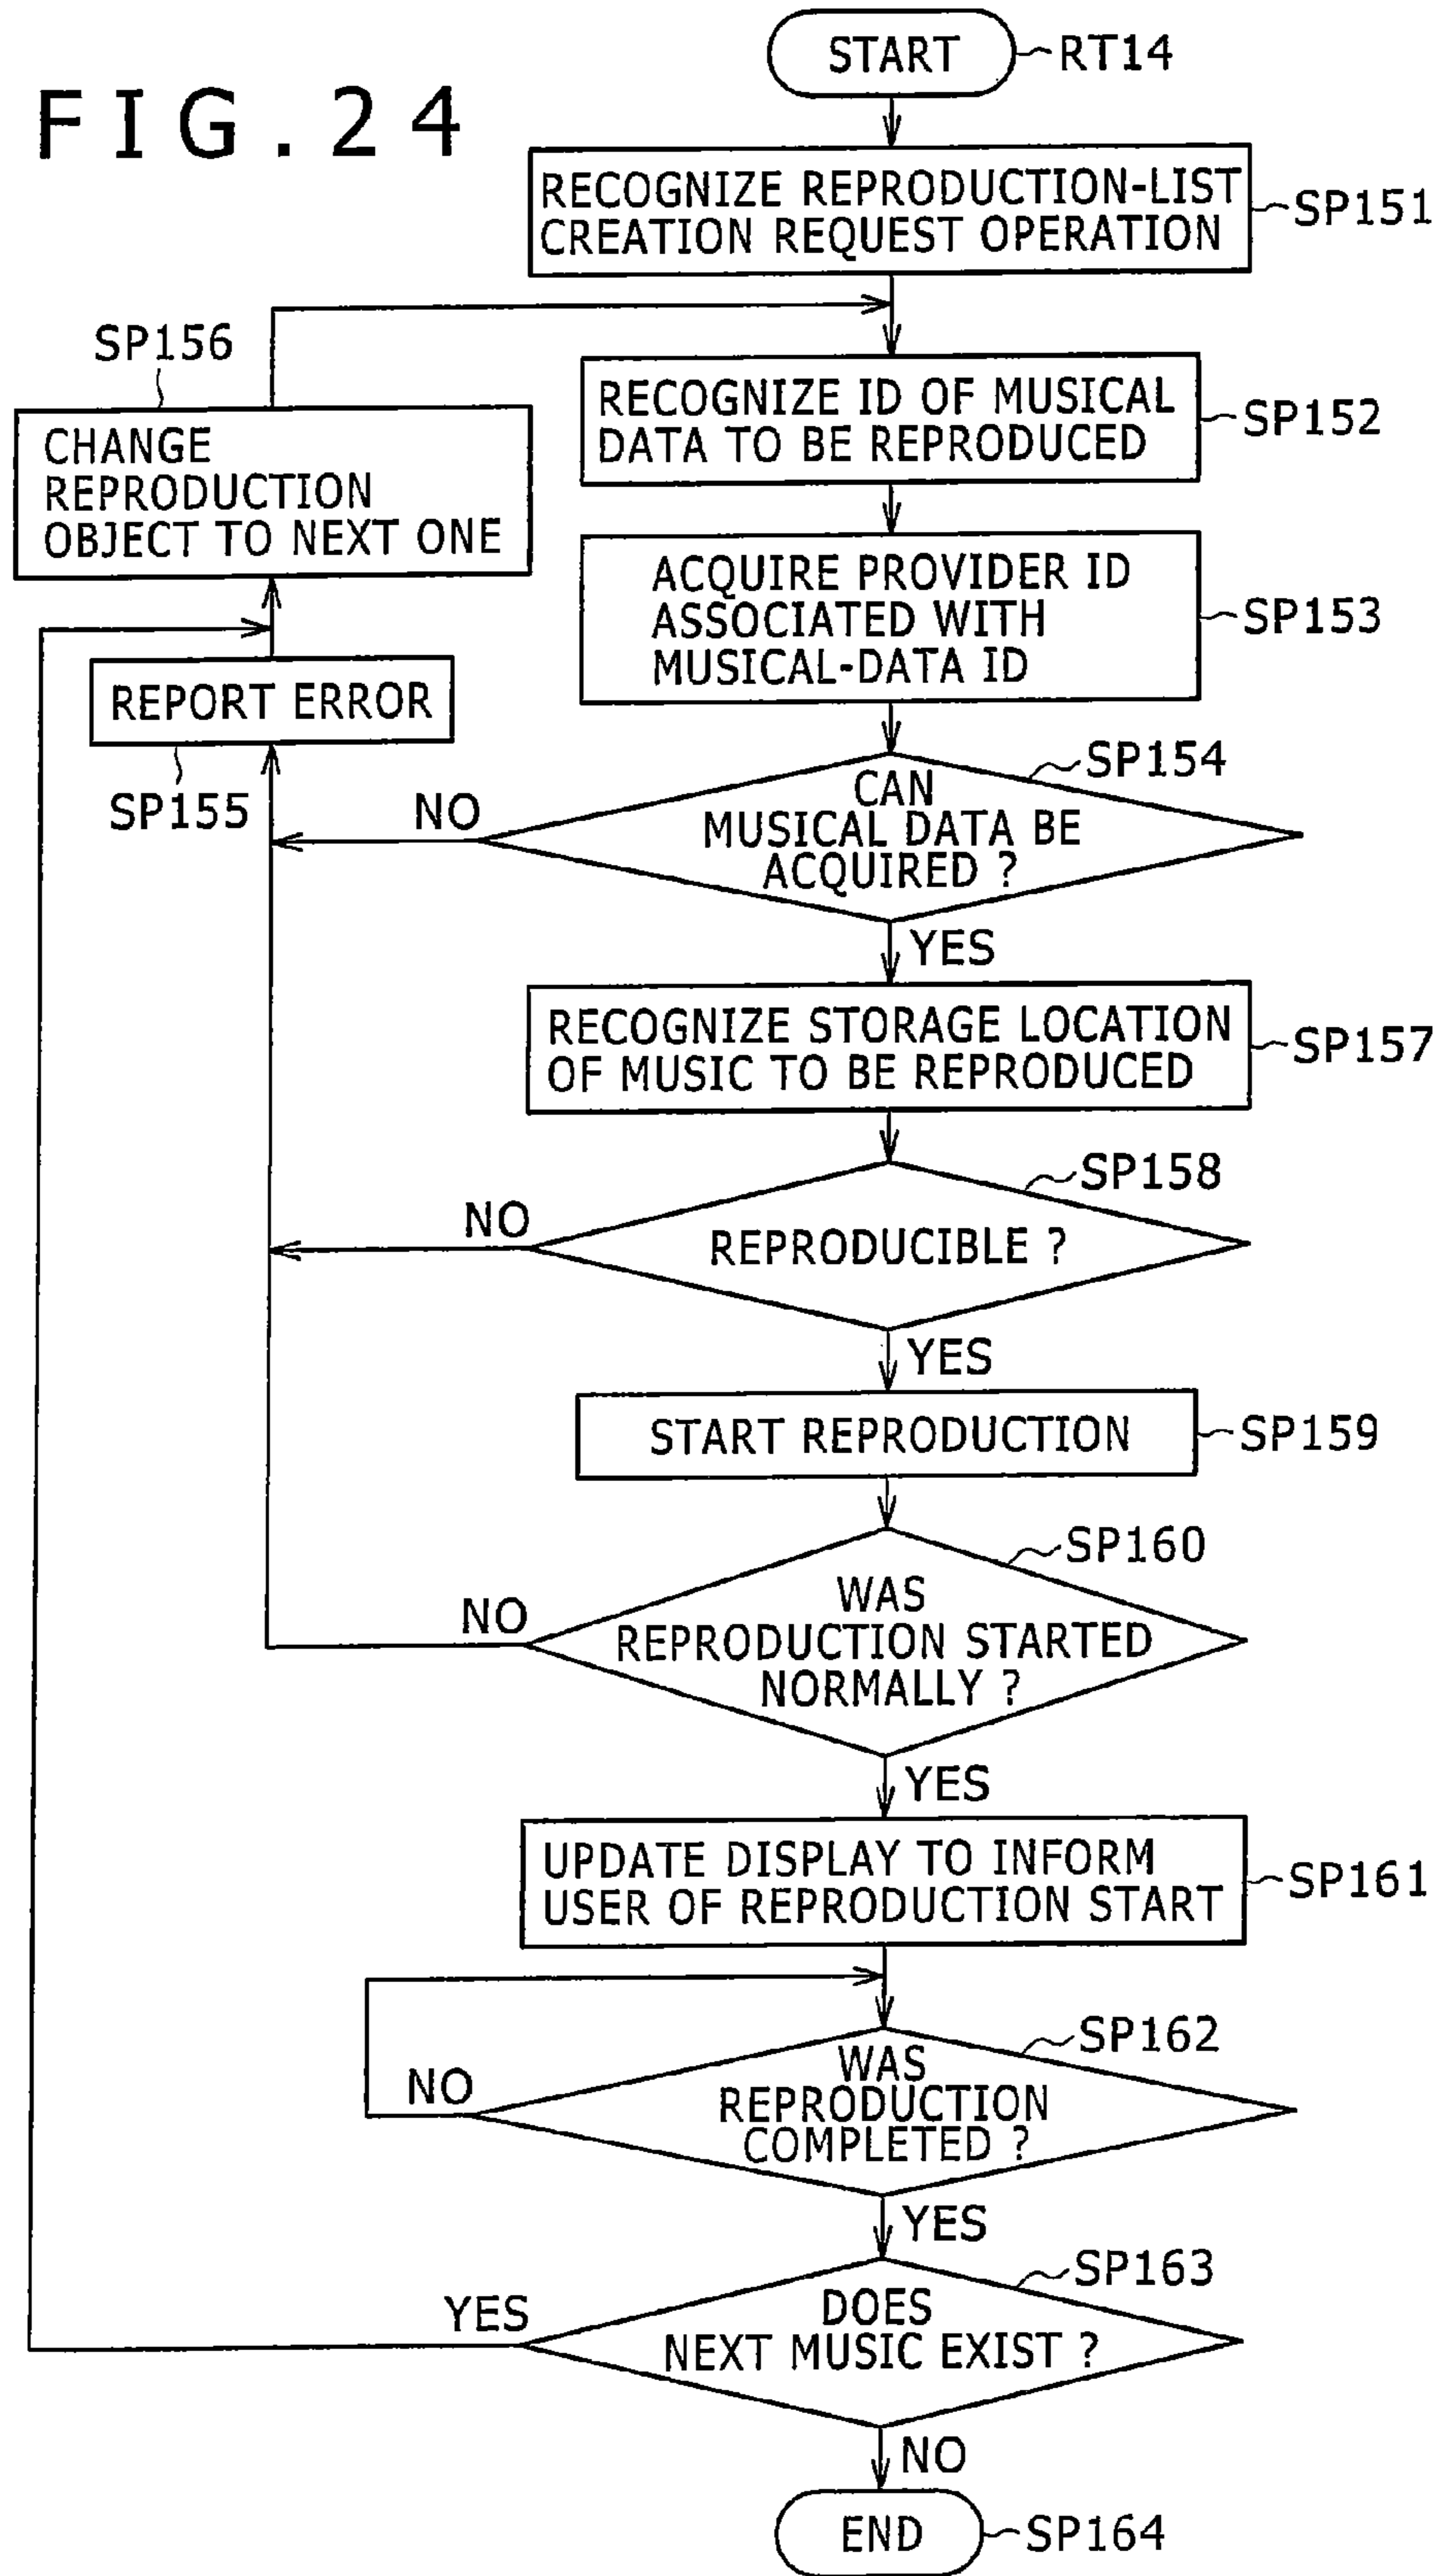 FIG.24
START
RT14
RECOGNIZE REPRODUCTION-LIST
CREATION REQUEST OPERATION
SP151
SP156
CHANGE
REPRODUCTION
OBJECT TO NEXT ONE
RECOGNIZE ID OF MUSICAL
DATA TO BE REPRODUCED
SP152
ACQUIRE PROVIDER ID
ASSOCIATED WITH
MUSICAL-DATA ID
SP153
REPORT ERROR
SP155
SP154
CAN
MUSICAL DATA BE
ACQUIRED ?
NO
YES
RECOGNIZE STORAGE LOCATION
OF MUSIC TO BE REPRODUCED
SP157
SP158
NO
REPRODUCIBLE ?
YES
START REPRODUCTION
SP159
SP160
WAS
REPRODUCTION STARTED
NORMALLY ?
NO
YES
UPDATE DISPLAY TO INFORM
USER OF REPRODUCTION START
SP161
SP162
WAS
REPRODUCTION
COMPLETED ?
NO
YES
SP163
YES
DOES
NEXT MUSIC EXIST ?
NO
END
SP164